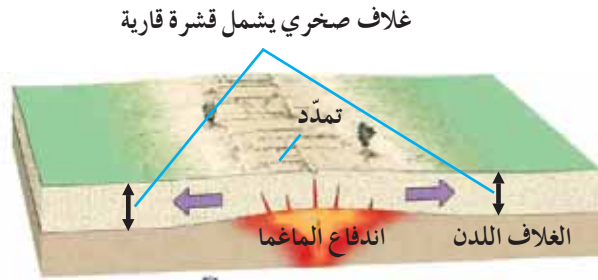 غلاف صخري يشمل قشرة قارية
تمدّد
اندفاع الماغما
الغلاف اللدن